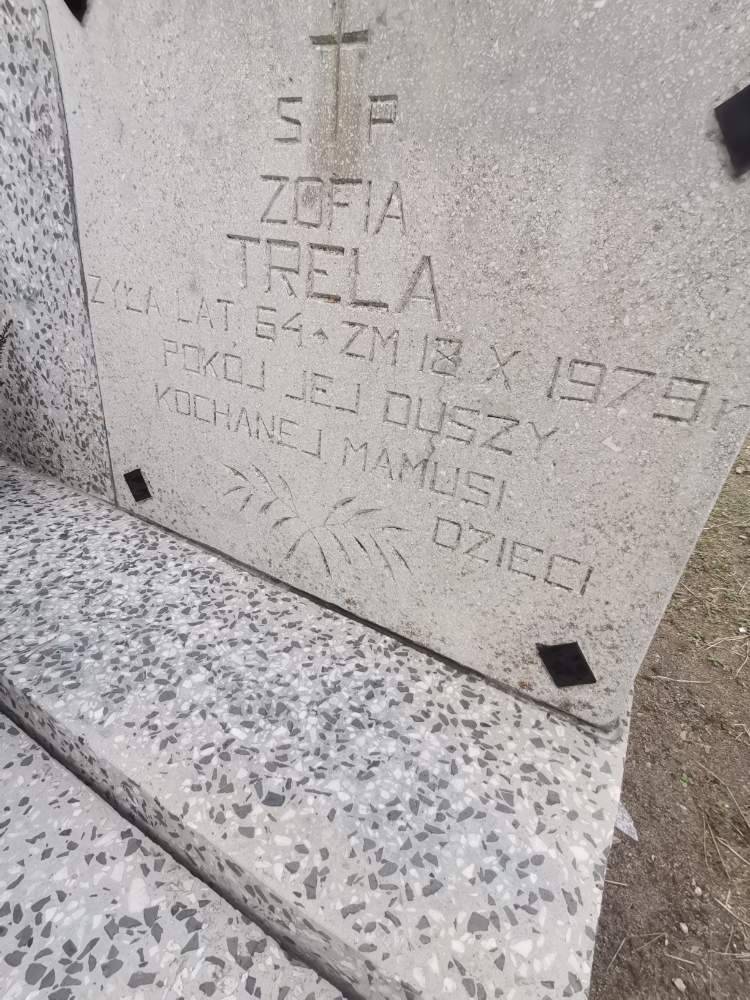 S P
ZOFIA
TRELA
ŻYŁA LAT 64 ZM 18 X 1979 r
POKÓJ JEJ DUSZY
KOCHANEJ MAMUSI
DZIECI